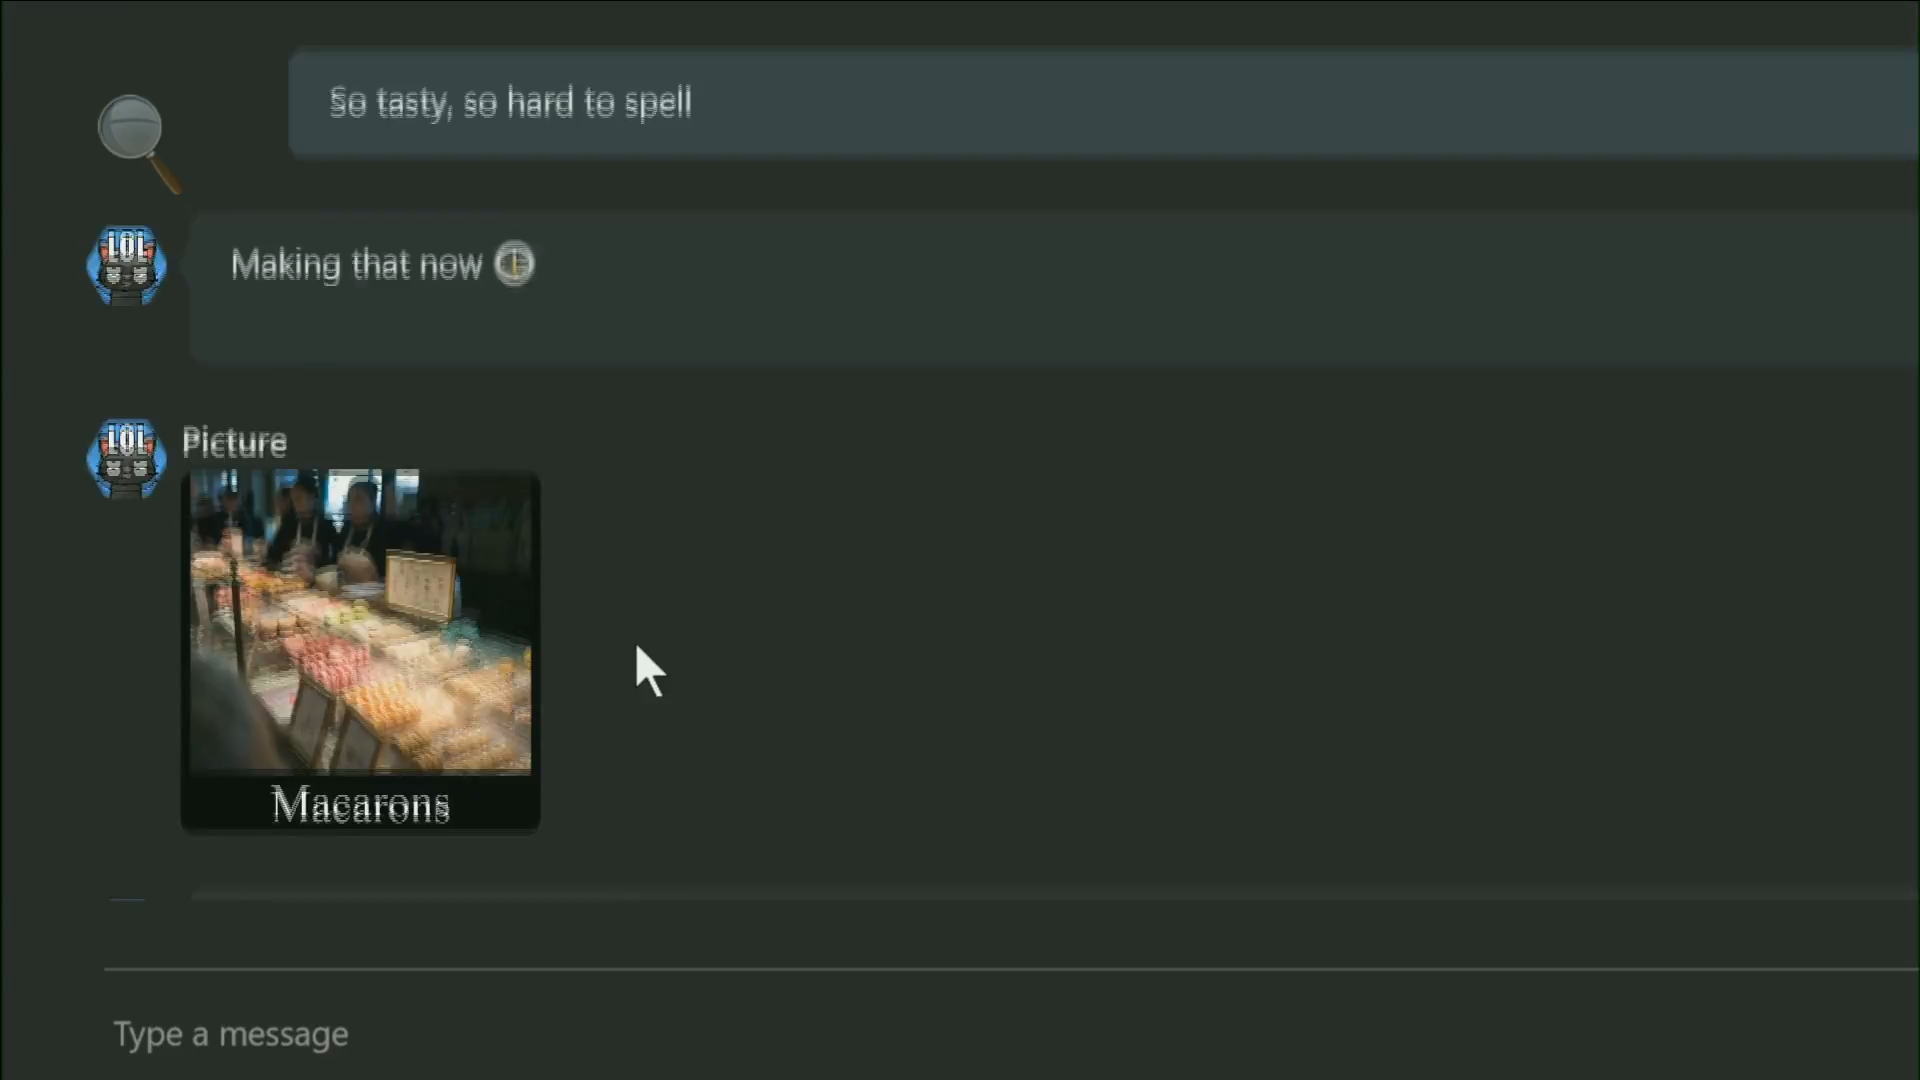 So tasty, so hard to spell
LOL
Making that now
LOL
Picture
Macarons
Type a message